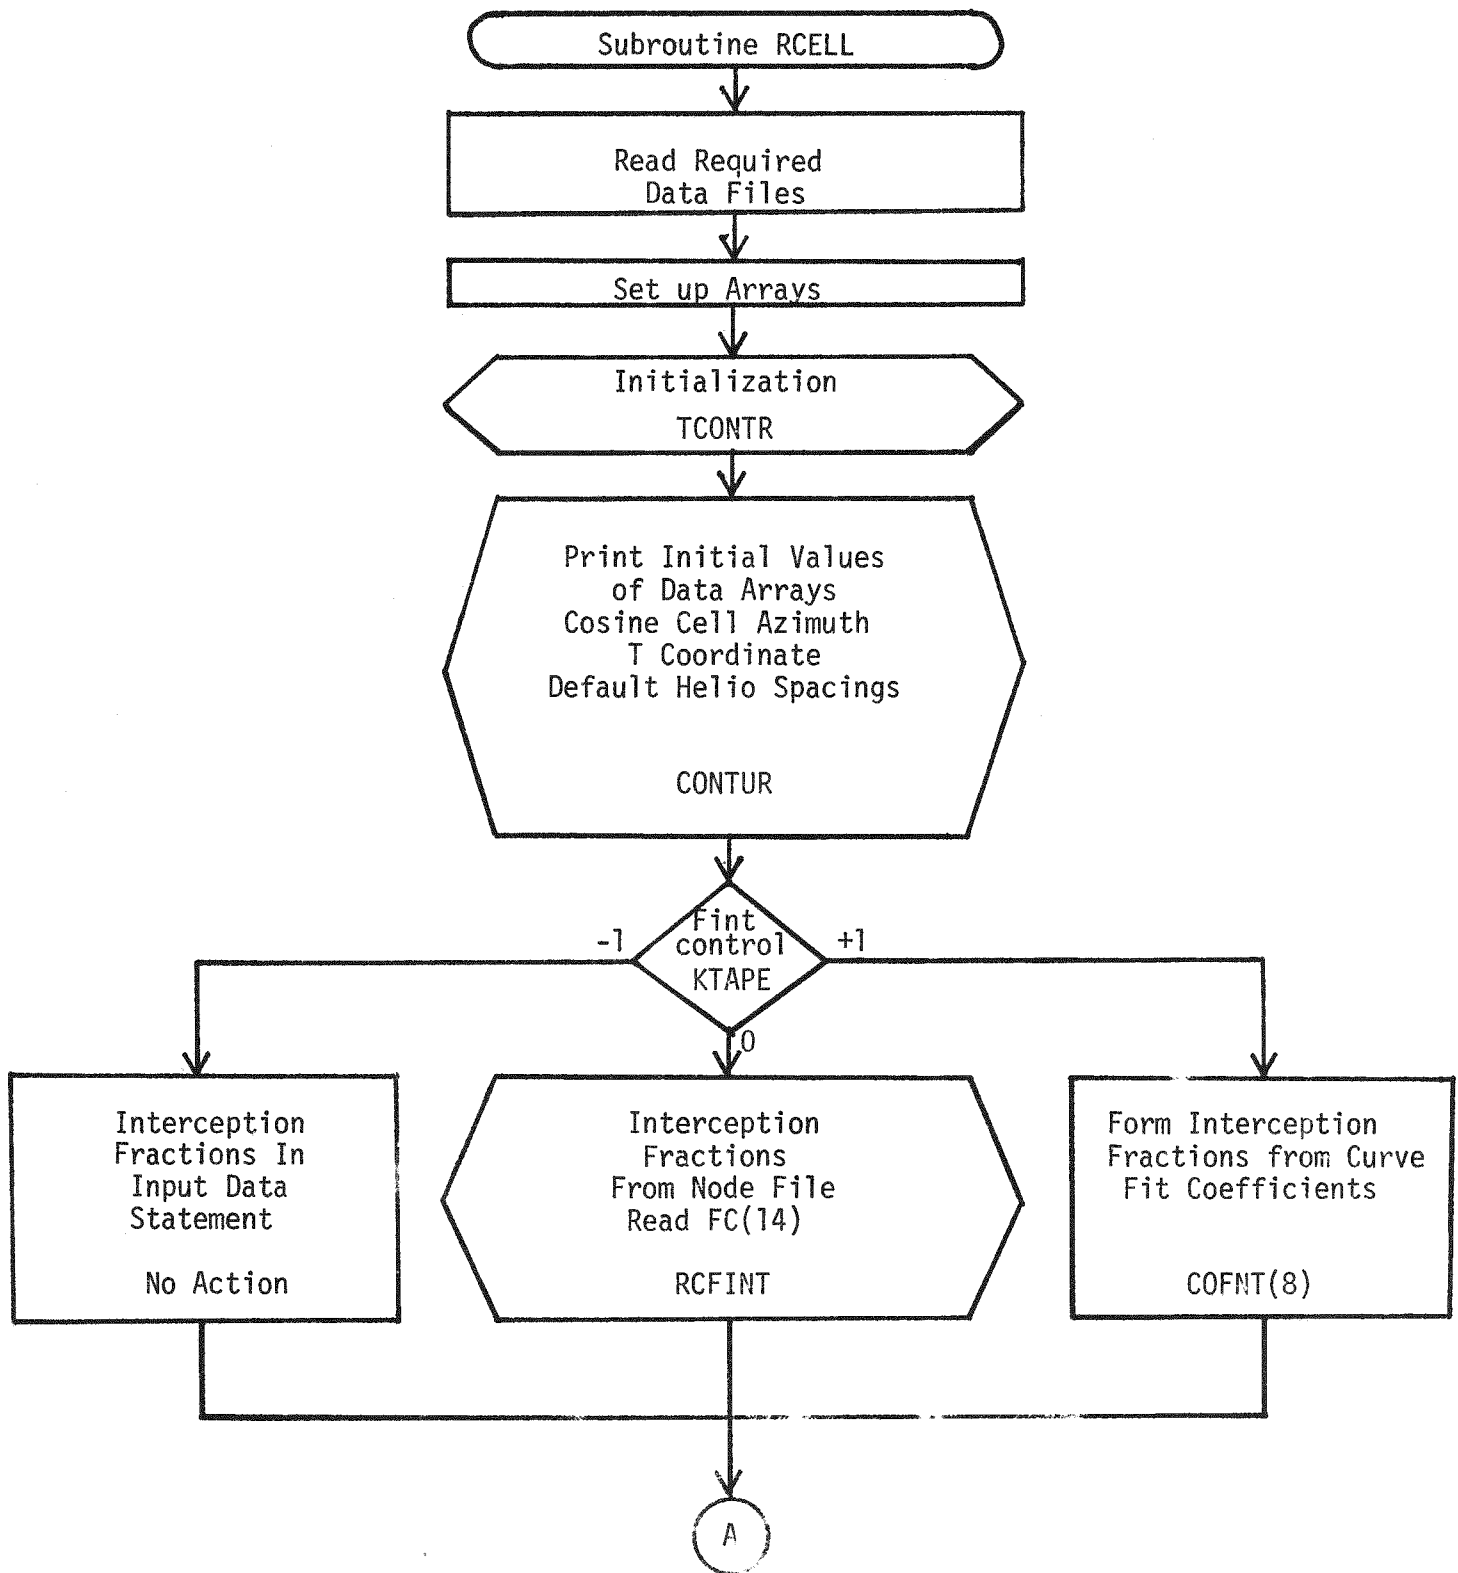 Subroutine RCELL
Read Required
Data Files
Set up Arrays
Initialization
TCONTR
Print Initial Values
of Data Arrays
Cosine Cell Azimuth
T Coordinate
Default Helio Spacings
CONTUR
Fint
control
KTAPE
-1
+1
0
Interception
Fractions In
Input Data
Statement
No Action
Interception
Fractions
From Node File
Read FC(14)
RCFINT
Form Interception
Fractions from Curve
Fit Coefficients
COFNT(8)
A